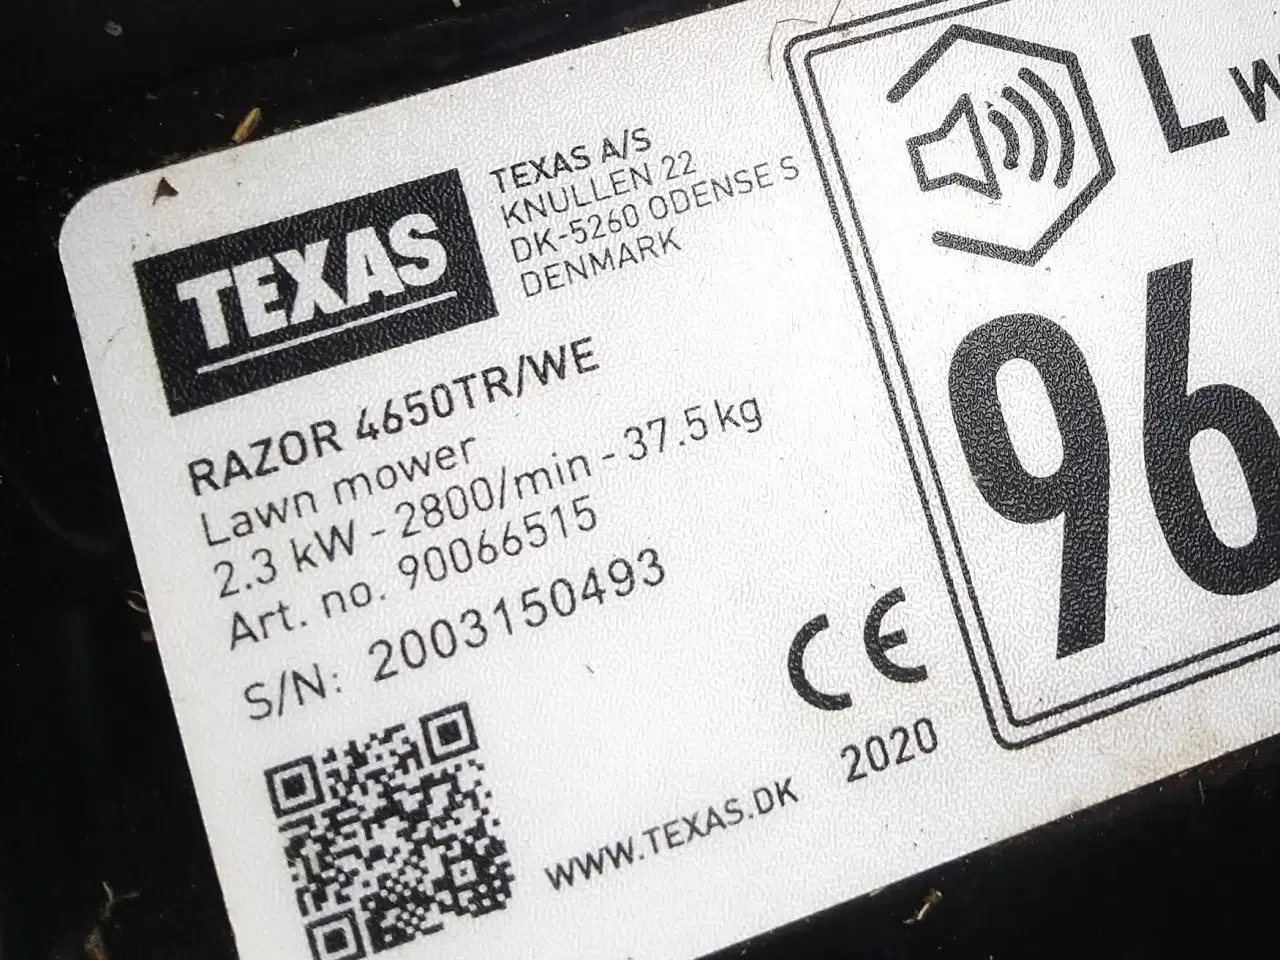 TEXAS
TEXAS A/S
KNULLEN 22
DK-5260 ODENSE S
DENMARK
RAZOR 4650TR/WE
Lawn mower
2.3 kW - 2800/min - 37.5 kg
Art. no. 90066515
S/N: 2003150493
CE
2020
WWW.TEXAS.DK
LW
96